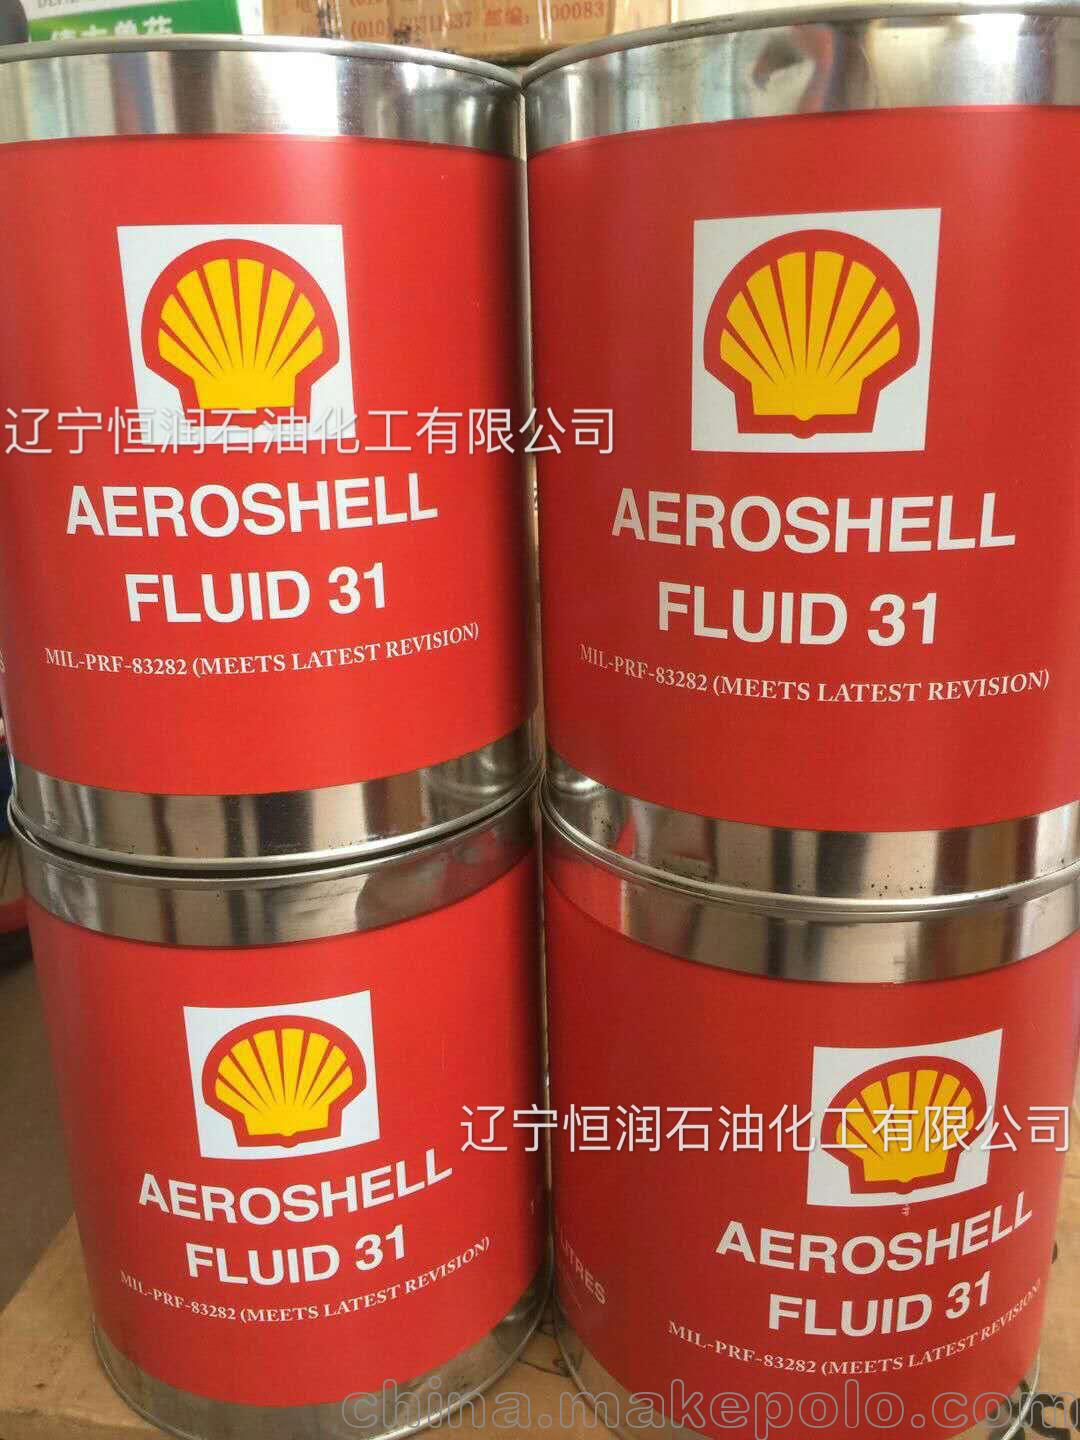 邮编: 100083
AEROSHELL
FLUID 31
MIL-PRF-83282 (MEETS LATEST REVISION)
AEROSHELL
FLUID 31
MIL-PRF-83282 (MEETS LATEST REVISION)
辽宁恒润石油化工有限公司
AEROSHELL
FLUID 31
MIL-PRF-83282 (MEETS LATEST REVISION)
LITRES
AEROSHELL
FLUID 31
MIL-PRF-83282 (MEETS LATEST REVISION)
辽宁恒润石油化工有限公司
china.makepolo.com